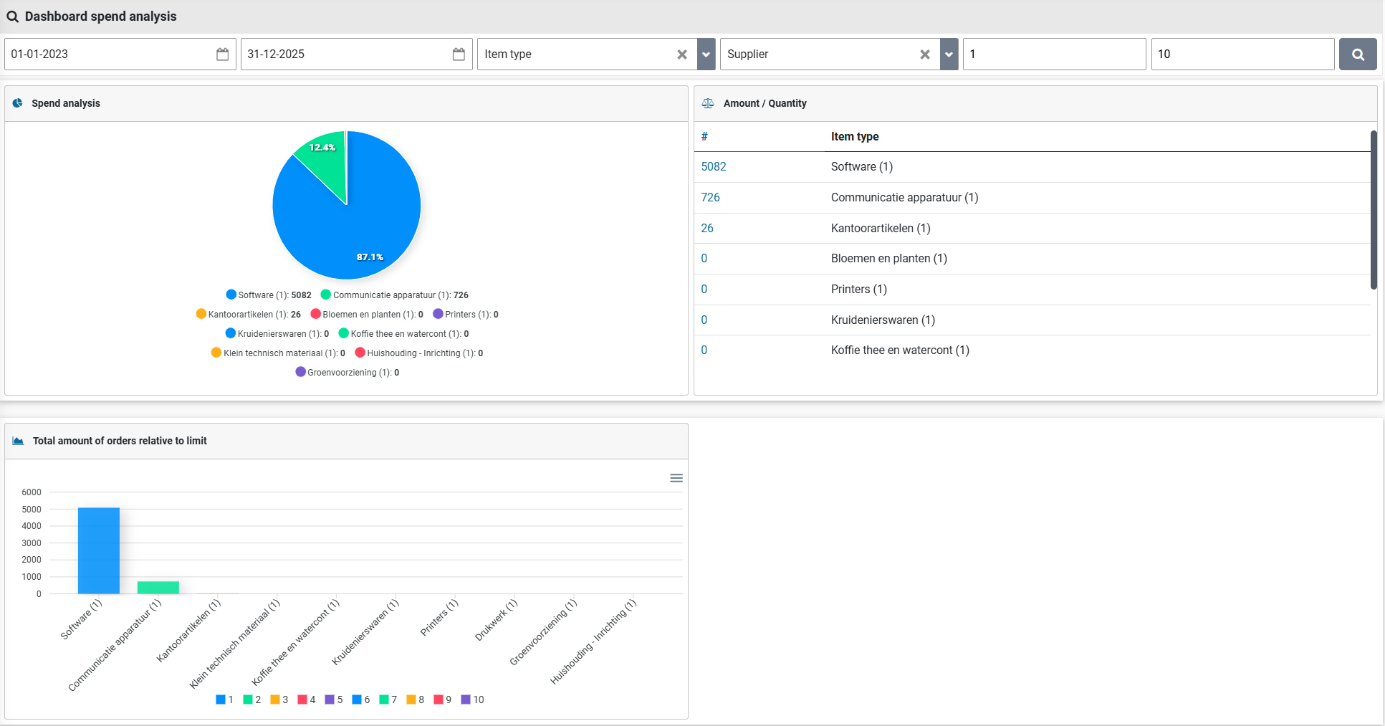 Dashboard spend analysis
01-01-2023 31-12-2025 Item type Supplier 1 10
Spend analysis
12.4%
87.1%
Software (1): 5082 Communicatie apparatuur (1): 726
Kantoorartikelen (1): 26 Bloemen en planten (1): 0 Printers (1): 0
Kruidenierswaren (1): 0 Koffie thee en watercont (1): 0
Klein technisch materiaal (1): 0 Huishouding - Inrichting (1): 0
Groenvoorziening (1): 0
Amount / Quantity
# Item type
5082 Software (1)
726 Communicatie apparatuur (1)
26 Kantoorartikelen (1)
0 Bloemen en planten (1)
0 Printers (1)
0 Kruidenierswaren (1)
0 Koffie thee en watercont (1)
Total amount of orders relative to limit
6000
5000
4000
3000
2000
1000
0
Software (1)
Communicatie apparatuur (1)
Kantoorartikelen (1)
Klein technisch materiaal (1)
Koffie thee en watercont (1)
Kruidenierswaren (1)
Printers (1)
Drukwerk (1)
Groenvoorziening (1)
Huishouding - Inrichting (1)
1 2 3 4 5 6 7 8 9 10